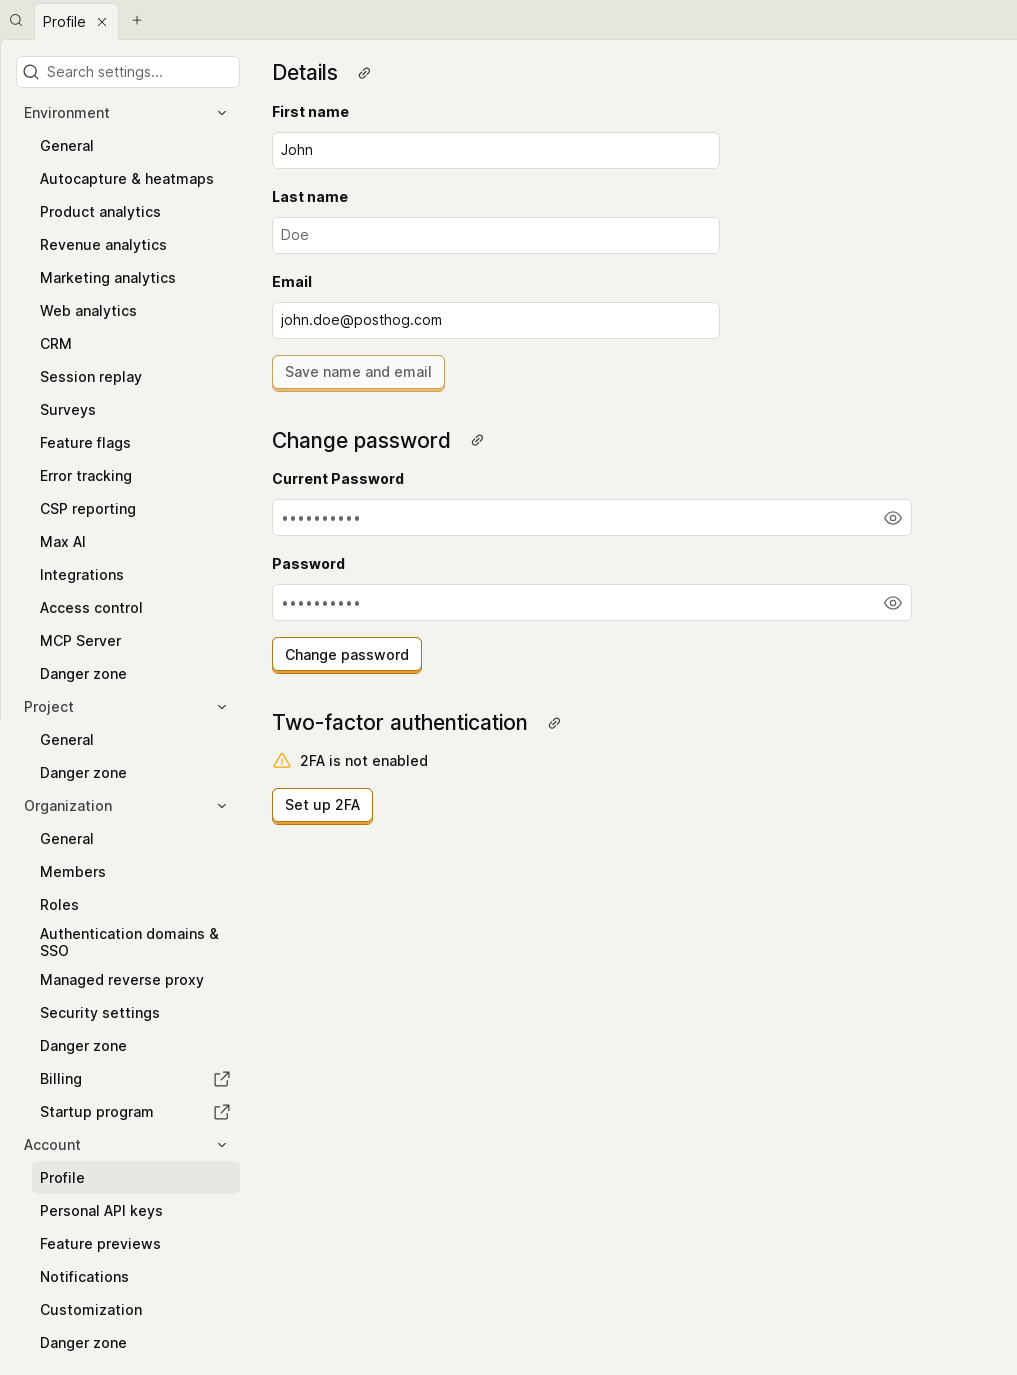 Profile
Search settings...
Environment
General
Autocapture & heatmaps
Product analytics
Revenue analytics
Marketing analytics
Web analytics
CRM
Session replay
Surveys
Feature flags
Error tracking
CSP reporting
Max AI
Integrations
Access control
MCP Server
Danger zone
Project
General
Danger zone
Organization
General
Members
Roles
Authentication domains &
SSO
Managed reverse proxy
Security settings
Danger zone
Billing
Startup program
Account
Profile
Personal API keys
Feature previews
Notifications
Customization
Danger zone
Details
First name
John
Last name
Doe
Email
john.doe@posthog.com
Save name and email
Change password
Current Password
••••••••••
Password
••••••••••
Change password
Two-factor authentication
2FA is not enabled
Set up 2FA